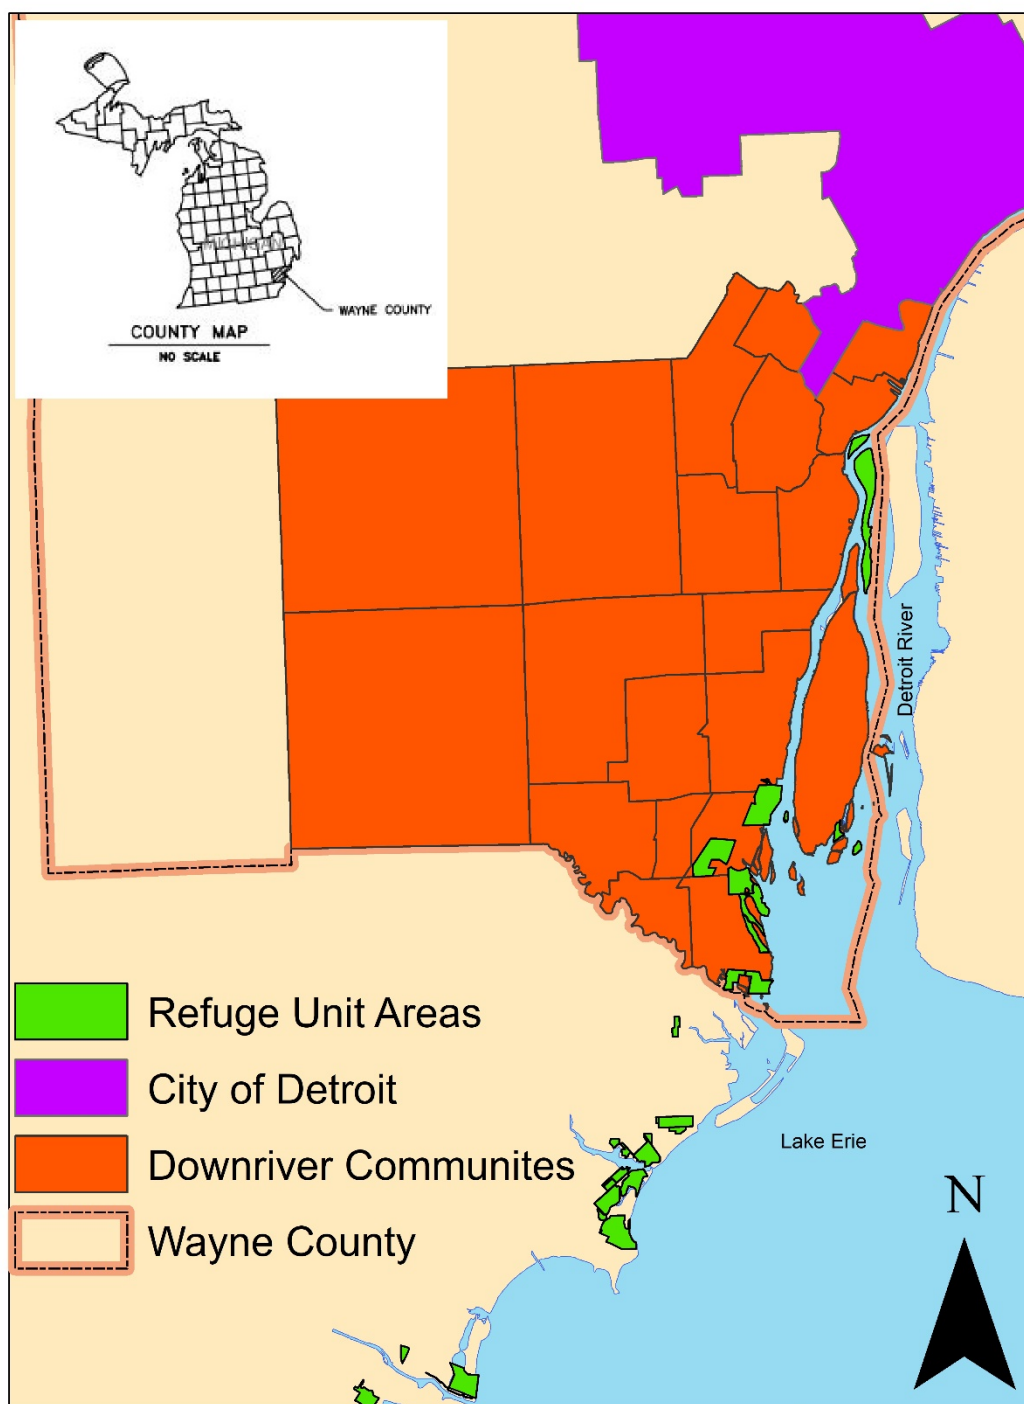 MICHIGAN
WAYNE COUNTY
COUNTY MAP
NO SCALE
Detroit River
Refuge Unit Areas
City of Detroit
Downriver Communites
Wayne County
Lake Erie
N